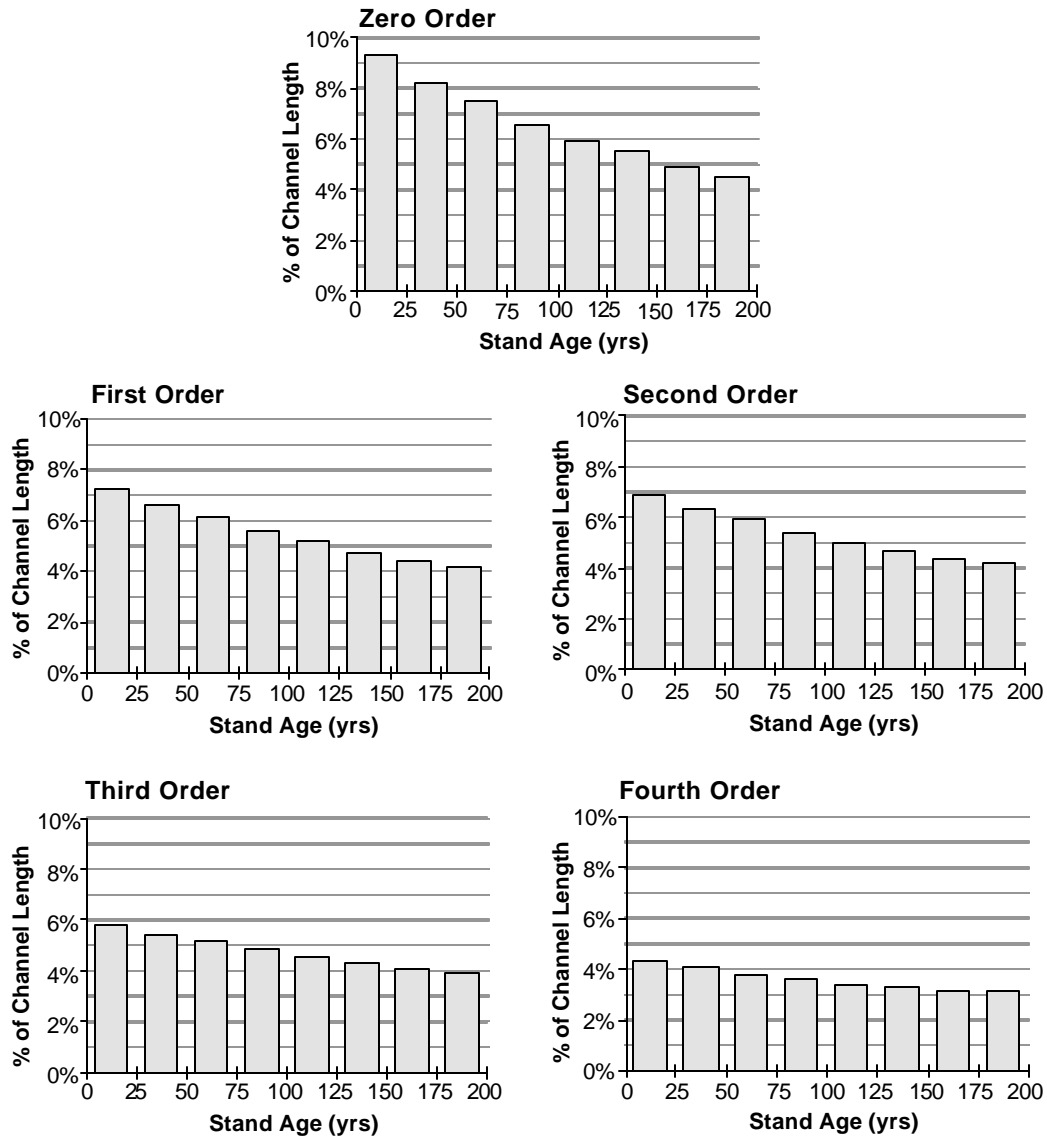 Zero Order
10%
8%
6%
4%
2%
0%
% of Channel Length
0 25 50 75 100 125 150 175 200
Stand Age (yrs)
First Order
10%
8%
6%
4%
2%
0%
% of Channel Length
0 25 50 75 100 125 150 175 200
Stand Age (yrs)
Second Order
10%
8%
6%
4%
2%
0%
% of Channel Length
0 25 50 75 100 125 150 175 200
Stand Age (yrs)
Third Order
10%
8%
6%
4%
2%
0%
% of Channel Length
0 25 50 75 100 125 150 175 200
Stand Age (yrs)
Fourth Order
10%
8%
6%
4%
2%
0%
% of Channel Length
0 25 50 75 100 125 150 175 200
Stand Age (yrs)